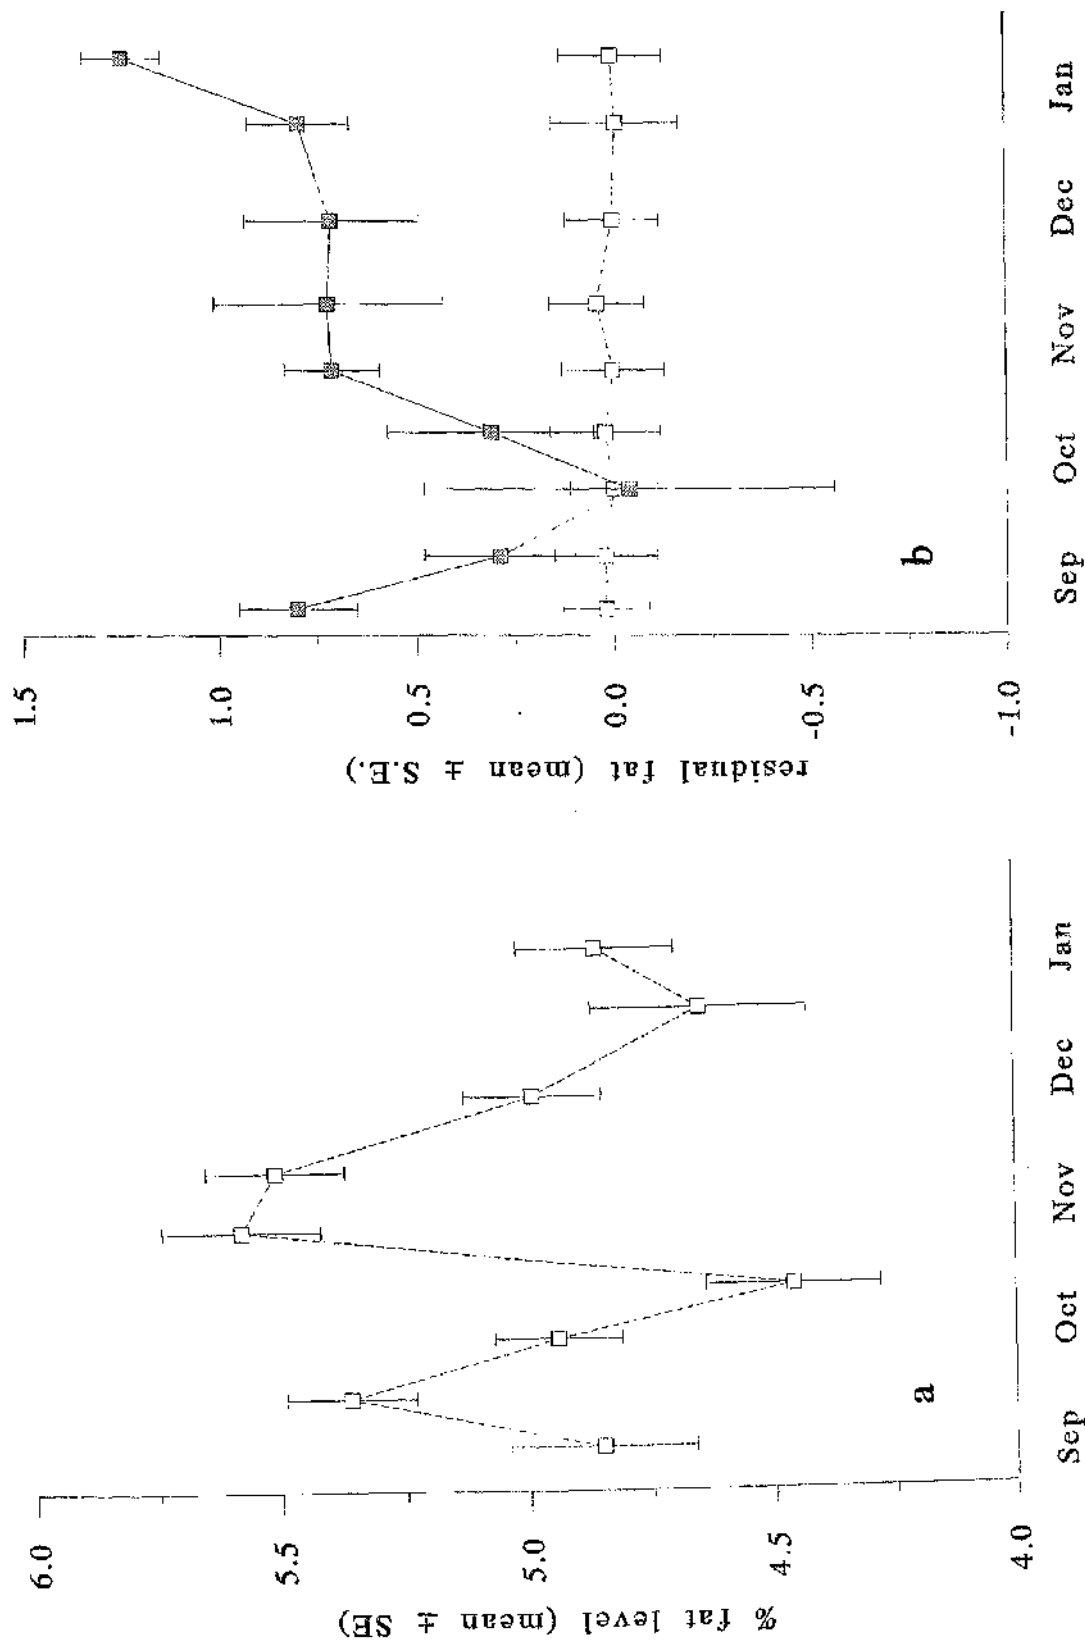 % fat level (mean ± SE)
6.0
5.5
5.0
4.5
4.0
a
Sep Oct Nov Dec Jan
residual fat (mean ± S.E.)
1.5
1.0
0.5
0.0
-0.5
-1.0
b
Sep Oct Nov Dec Jan